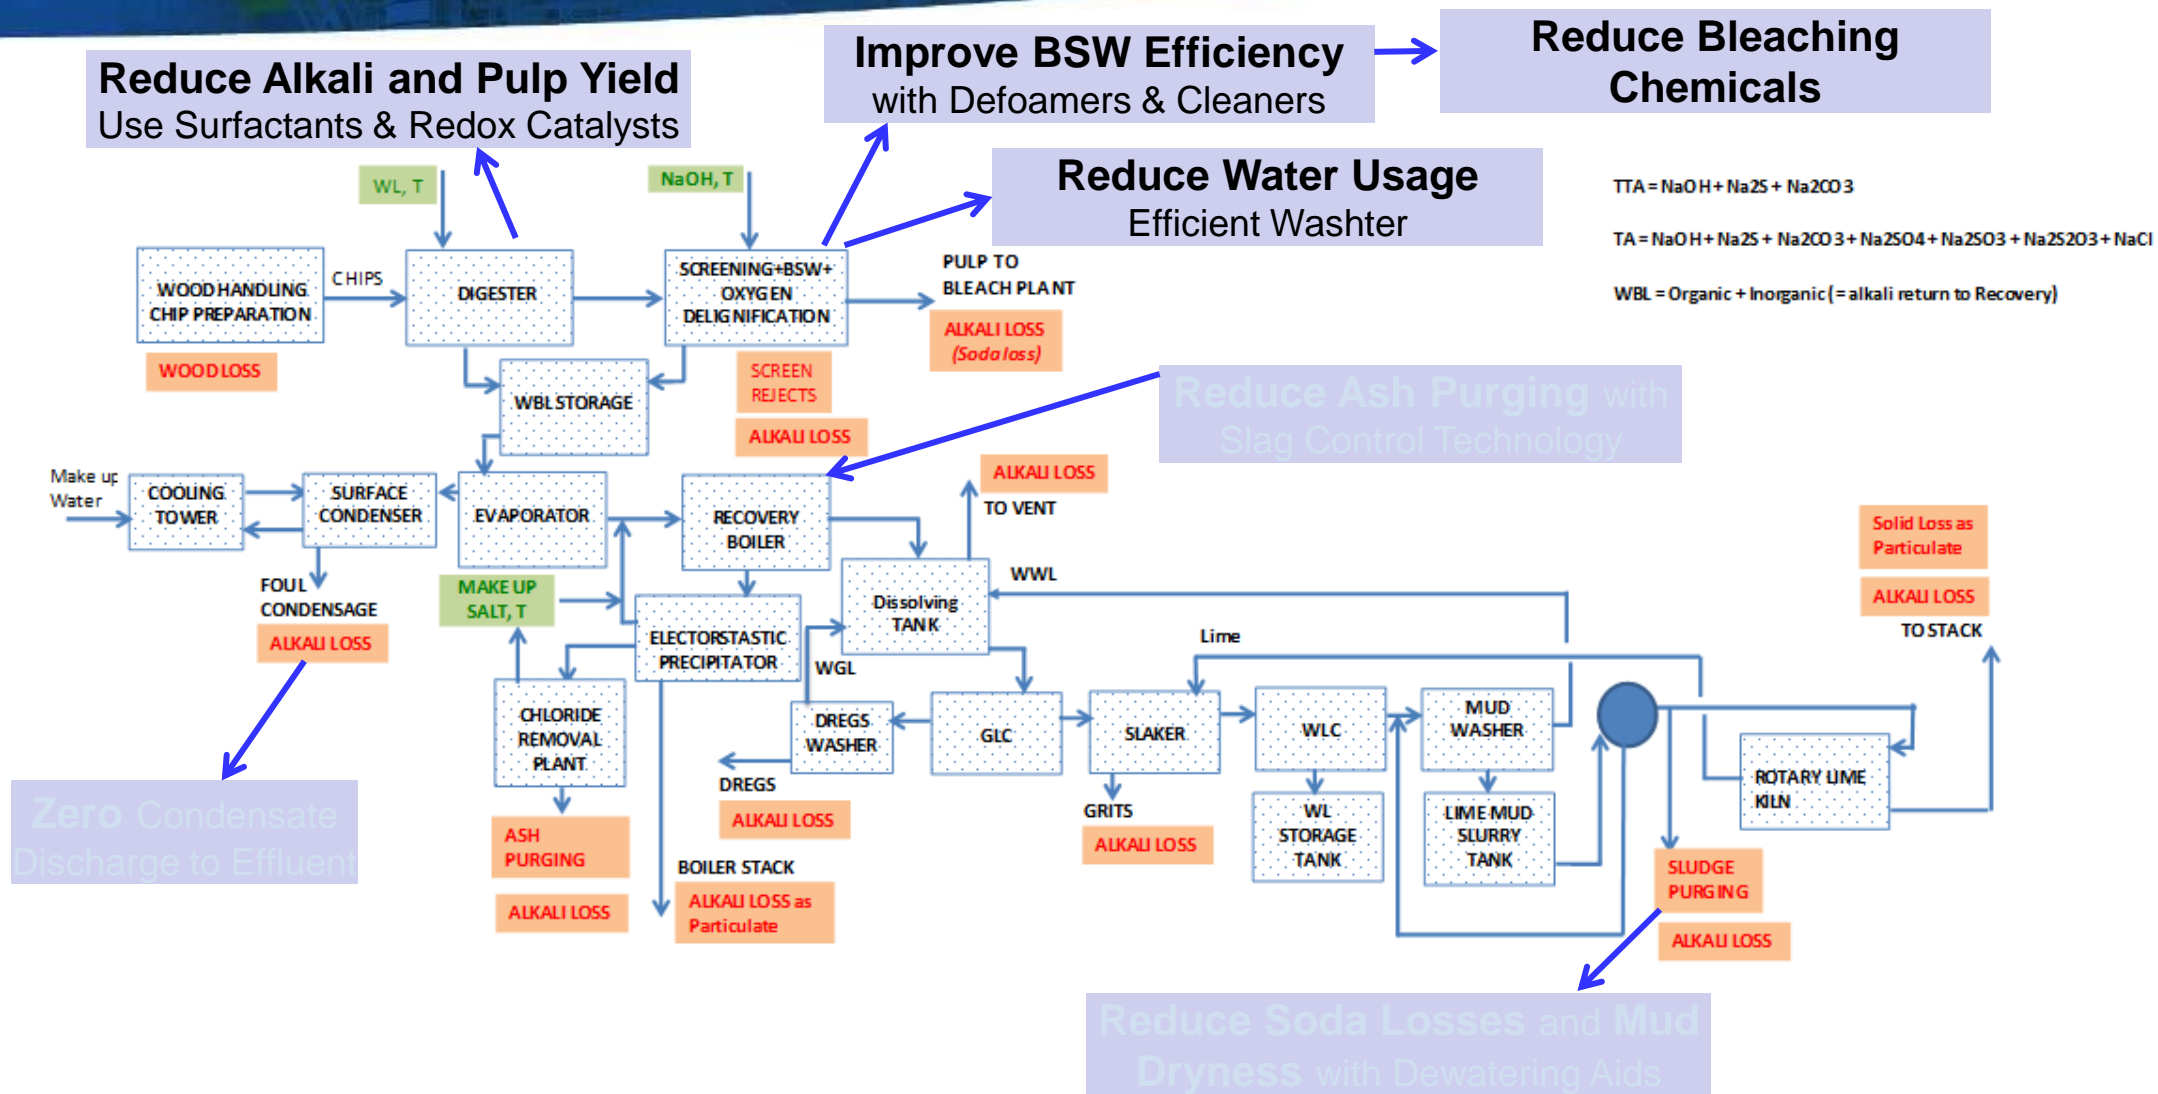 Reduce Alkali and Pulp Yield
Use Surfactants & Redox Catalysts
Improve BSW Efficiency
with Defoamers & Cleaners
Reduce Bleaching
Chemicals
Reduce Water Usage
Efficient Washter
WL, T
NaOH, T
TTA = NaOH + Na2S + Na2CO3
TA = NaOH + Na2S + Na2CO3 + Na2SO4 + Na2SO3 + Na2S2O3 + NaCl
WBL = Organic + Inorganic (= alkali return to Recovery)
WOOD HANDLING
CHIP PREPARATION
CHIPS
DIGESTER
SCREENING+BSW+
OXYGEN
DELIGNIFICATION
PULP TO
BLEACH PLANT
ALKALI LOSS
(Soda loss)
WOOD LOSS
WBL STORAGE
SCREEN
REJECTS
ALKALI LOSS
Reduce Ash Purging with
Slag Control Technology
Make up
Water
COOLING
TOWER
SURFACE
CONDENSER
EVAPORATOR
RECOVERY
BOILER
ALKALI LOSS
TO VENT
Solid Loss as
Particulate
ALKALI LOSS
TO STACK
FOUL
CONDENSAGE
ALKALI LOSS
MAKE UP
SALT, T
ELECTORSTASTIC
PRECIPITATOR
Dissolving
TANK
WWL
WGL
Lime
CHLORIDE
REMOVAL
PLANT
DREGS
WASHER
GLC
SLAKER
WLC
MUD
WASHER
ROTARY LIME
KILN
DREGS
ALKALI LOSS
GRITS
ALKALI LOSS
WL
STORAGE
TANK
LIME MUD
SLURRY
TANK
Zero Condensate
Discharge to Effluent
ASH
PURGING
ALKALI LOSS
BOILER STACK
ALKALI LOSS as
Particulate
SLUDGE
PURGING
ALKALI LOSS
Reduce Soda Losses and Mud
Dryness with Dewatering Aids